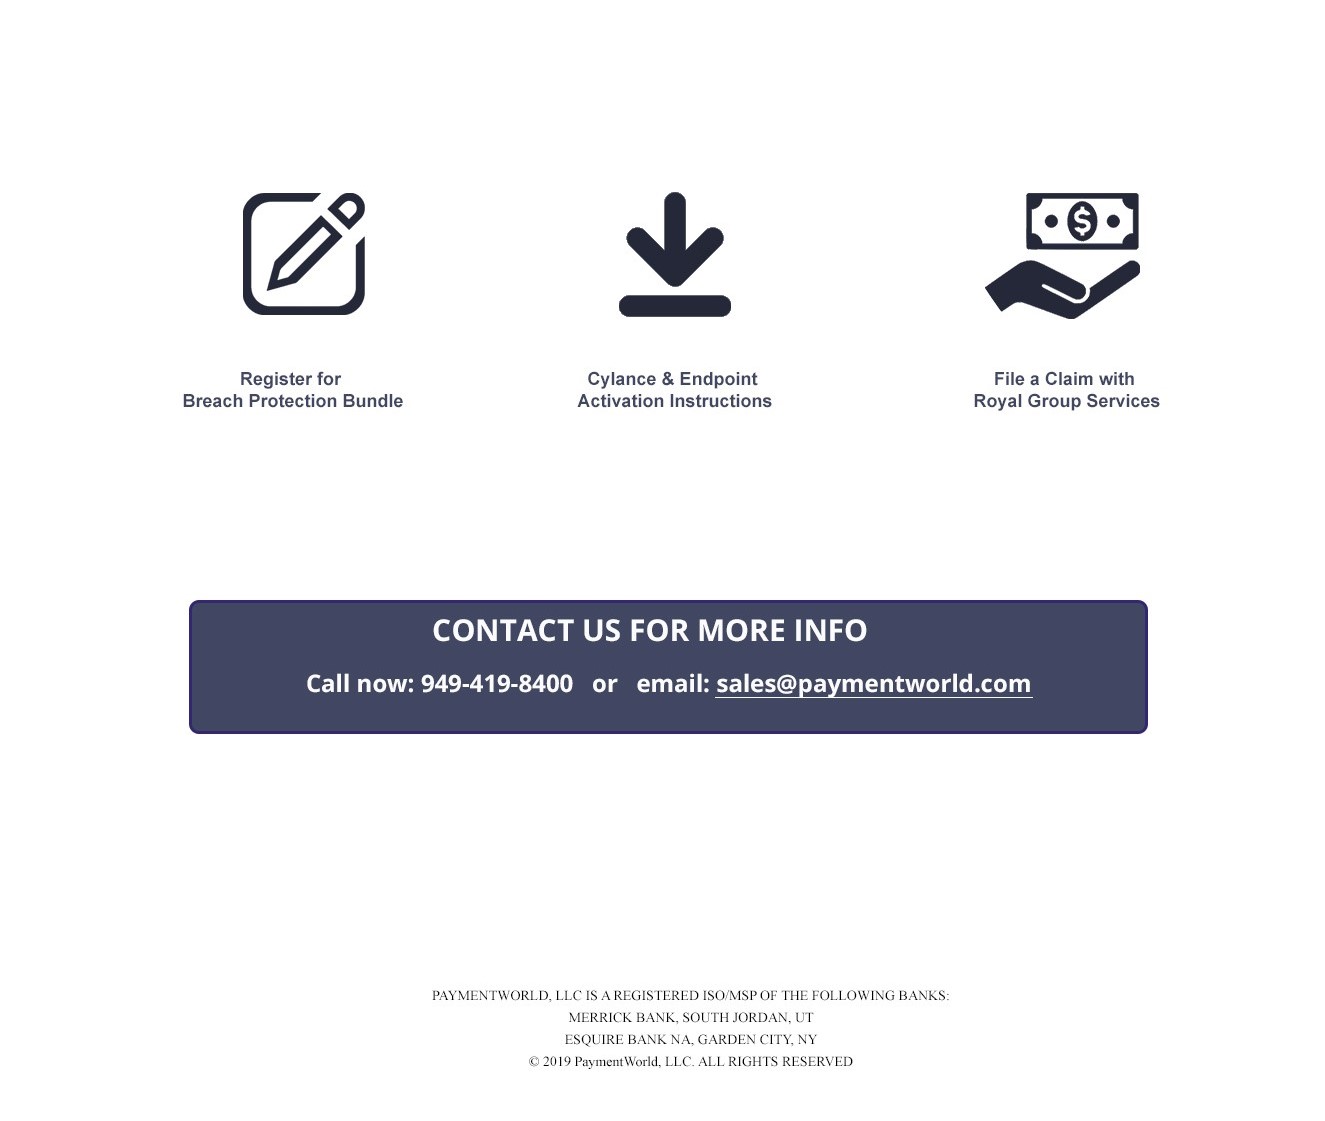 Register for
Breach Protection Bundle
Cylance & Endpoint
Activation Instructions
File a Claim with
Royal Group Services
CONTACT US FOR MORE INFO
Call now: 949-419-8400 or email: sales@paymentworld.com
PAYMENTWORLD, LLC IS A REGISTERED ISO/MSP OF THE FOLLOWING BANKS:
MERRICK BANK, SOUTH JORDAN, UT
ESQUIRE BANK NA, GARDEN CITY, NY
© 2019 PaymentWorld, LLC. ALL RIGHTS RESERVED